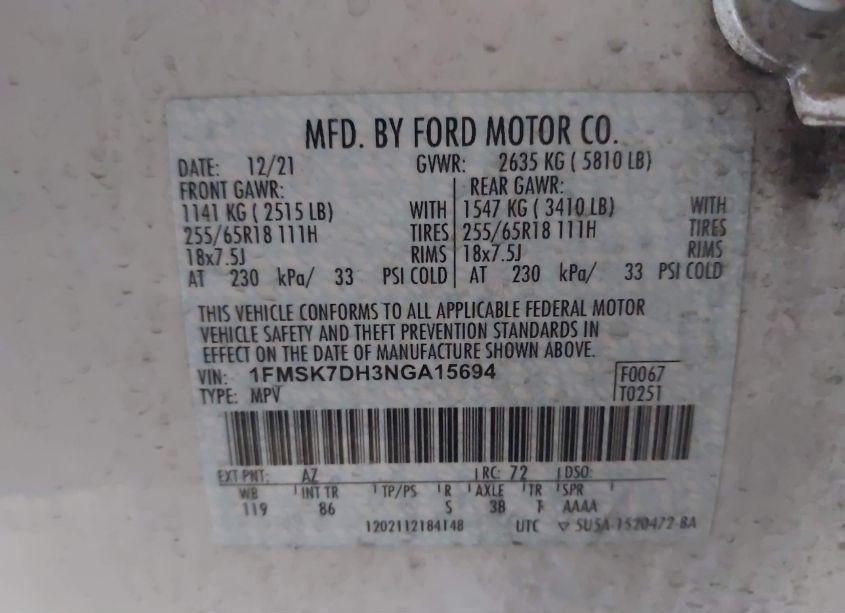 MFD. BY FORD MOTOR CO.
DATE: 12/21 GVWR: 2635 KG ( 5810 LB)
FRONT GAWR: REAR GAWR:
1141 KG ( 2515 LB) WITH 1547 KG ( 3410 LB) WITH
255/65R18 111H TIRES 255/65R18 111H TIRES
18x7.5J RIMS 18x7.5J RIMS
AT 230 kPa/ 33 PSI COLD AT 230 kPa/ 33 PSI COLD
THIS VEHICLE CONFORMS TO ALL APPLICABLE FEDERAL MOTOR
VEHICLE SAFETY AND THEFT PREVENTION STANDARDS IN
EFFECT ON THE DATE OF MANUFACTURE SHOWN ABOVE.
VIN: 1FMSK7DH3NGA15694 F0067
TYPE: MPV T0251
EXT PNT: AZ RC: 72 DSO:
WB INT TR TP/PS R AXLE TR SPR
119 86 S 38 AAAA
1202112184148 UTC ▽ 5U5A-1520472-BA